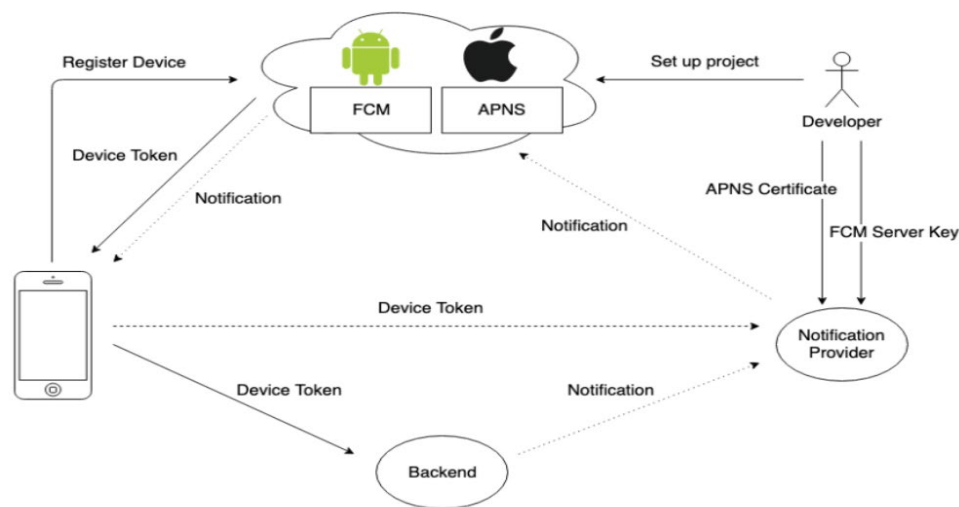 Register Device
Set up project
FCM
APNS
Developer
Device Token
Notification
APNS Certificate
Notification
FCM Server Key
Device Token
Notification
Provider
Device Token
Notification
Backend